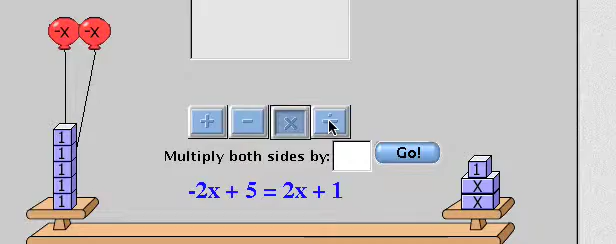 -X -X
+ - × ÷
Multiply both sides by: Go!
1
1
1
1
1
-2x + 5 = 2x + 1
1
X
X